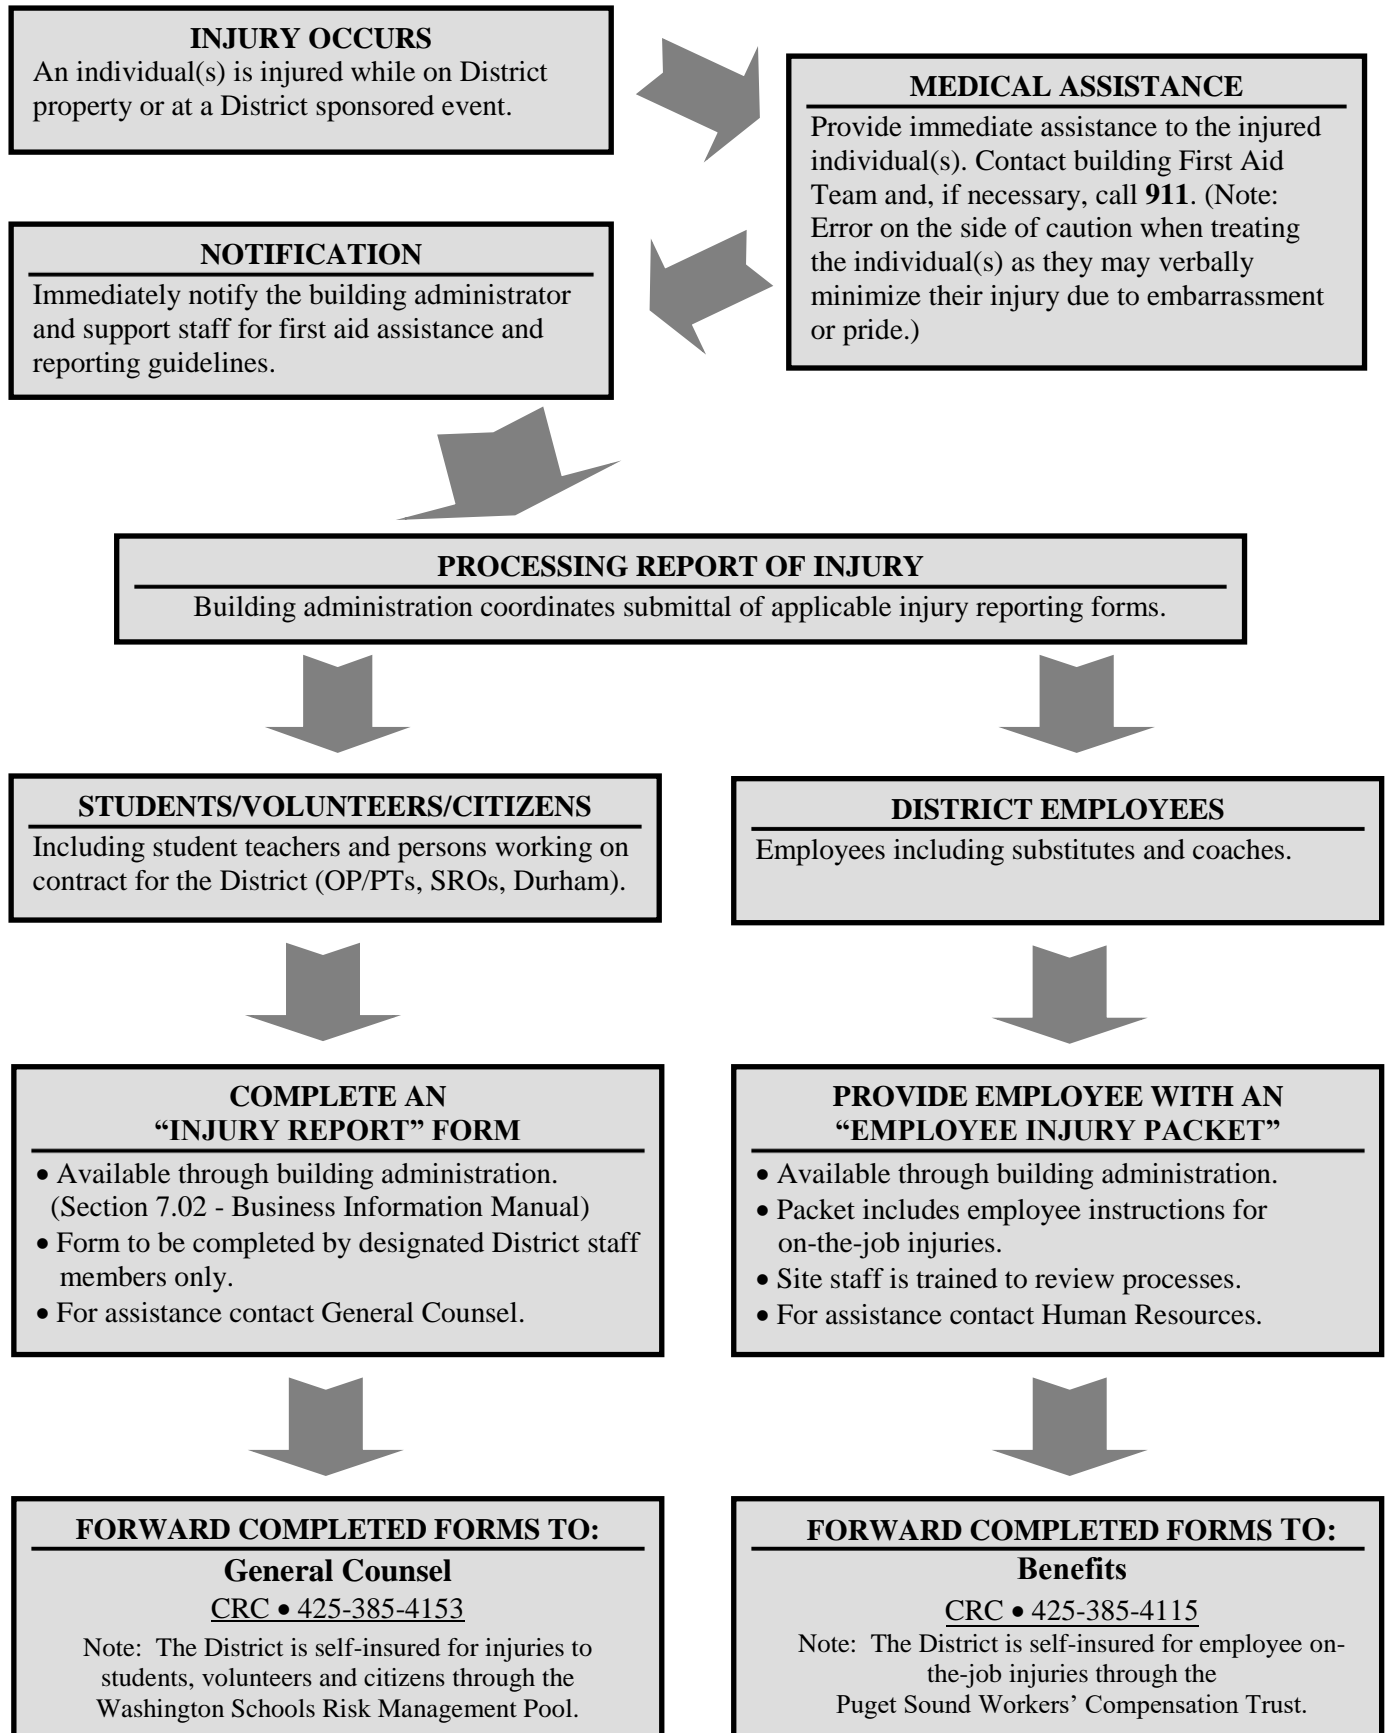 INJURY OCCURS
An individual(s) is injured while on District
property or at a District sponsored event.
MEDICAL ASSISTANCE
Provide immediate assistance to the injured
individual(s). Contact building First Aid
Team and, if necessary, call 911. (Note:
Error on the side of caution when treating
the individual(s) as they may verbally
minimize their injury due to embarrassment
or pride.)
NOTIFICATION
Immediately notify the building administrator
and support staff for first aid assistance and
reporting guidelines.
PROCESSING REPORT OF INJURY
Building administration coordinates submittal of applicable injury reporting forms.
STUDENTS/VOLUNTEERS/CITIZENS
Including student teachers and persons working on
contract for the District (OP/PTs, SROs, Durham).
DISTRICT EMPLOYEES
Employees including substitutes and coaches.
COMPLETE AN
“INJURY REPORT” FORM
• Available through building administration.
(Section 7.02 - Business Information Manual)
• Form to be completed by designated District staff
members only.
• For assistance contact General Counsel.
PROVIDE EMPLOYEE WITH AN
“EMPLOYEE INJURY PACKET”
• Available through building administration.
• Packet includes employee instructions for
on-the-job injuries.
• Site staff is trained to review processes.
• For assistance contact Human Resources.
FORWARD COMPLETED FORMS TO:
General Counsel
CRC • 425-385-4153
Note: The District is self-insured for injuries to
students, volunteers and citizens through the
Washington Schools Risk Management Pool.
FORWARD COMPLETED FORMS TO:
Benefits
CRC • 425-385-4115
Note: The District is self-insured for employee on-
the-job injuries through the
Puget Sound Workers’ Compensation Trust.